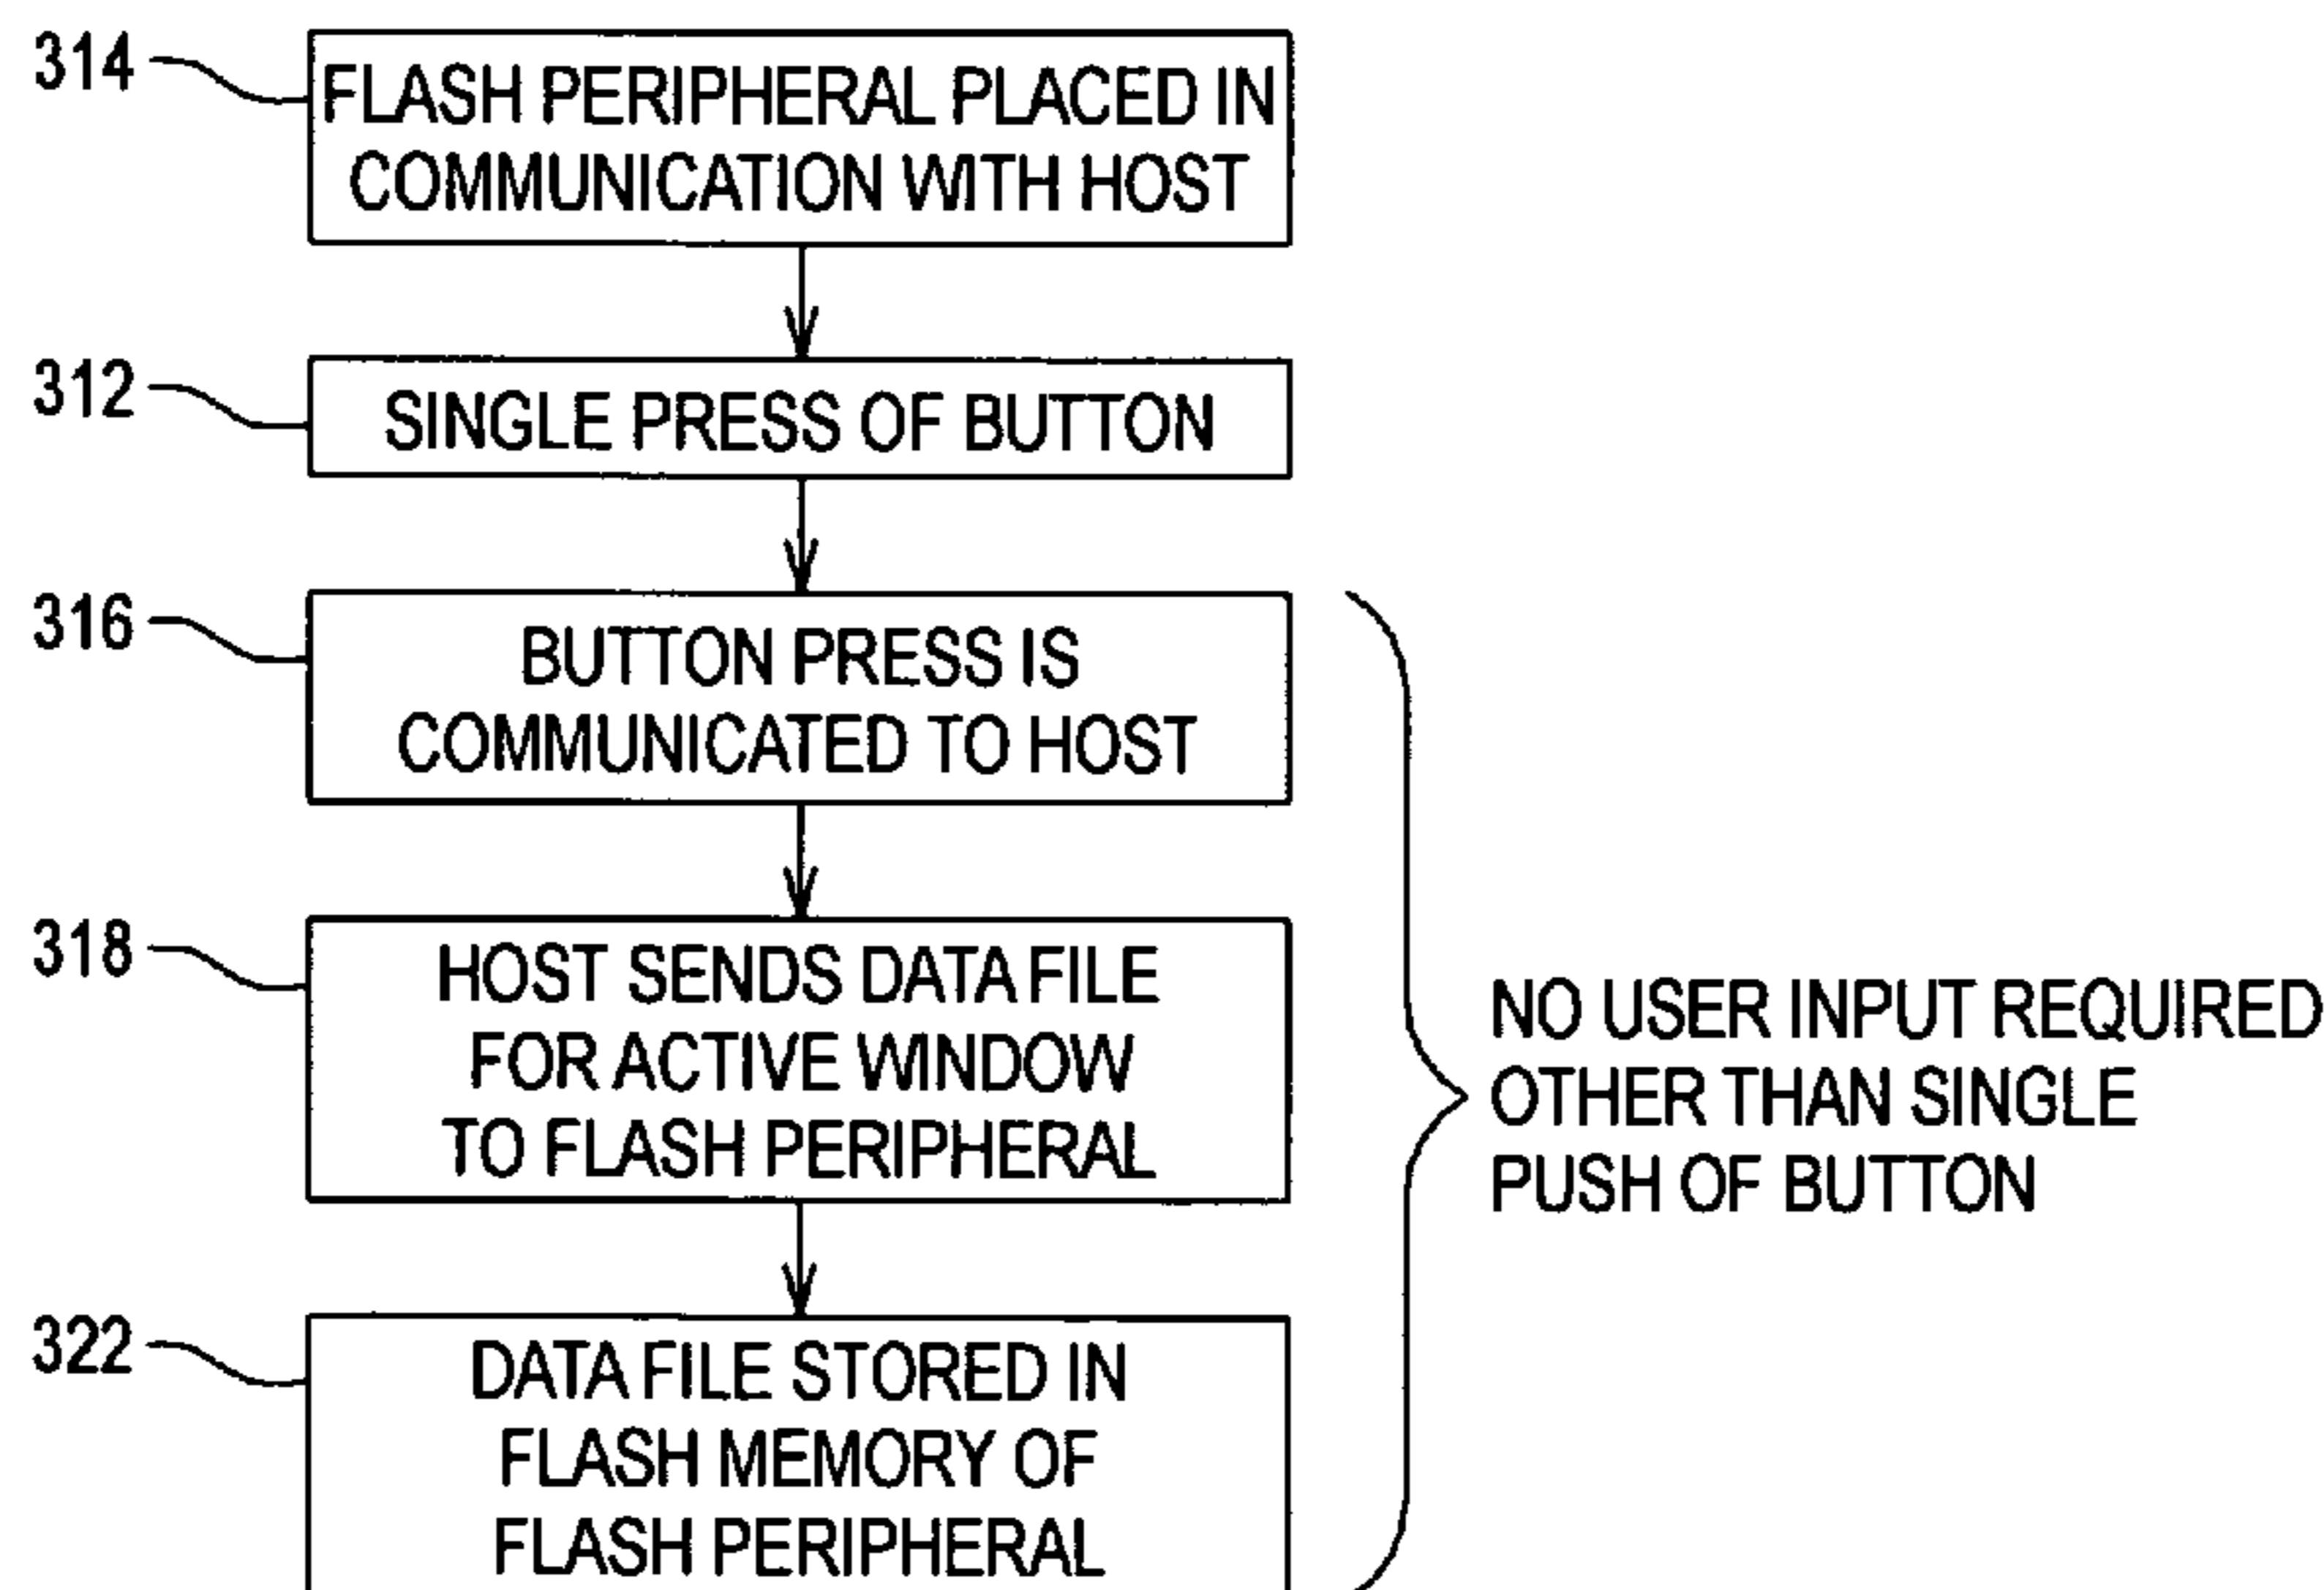 314
FLASH PERIPHERAL PLACED IN
COMMUNICATION WITH HOST
312
SINGLE PRESS OF BUTTON
316
BUTTON PRESS IS
COMMUNICATED TO HOST
318
HOST SENDS DATA FILE
FOR ACTIVE WINDOW
TO FLASH PERIPHERAL
NO USER INPUT REQUIRED
OTHER THAN SINGLE
PUSH OF BUTTON
322
DATA FILE STORED IN
FLASH MEMORY OF
FLASH PERIPHERAL